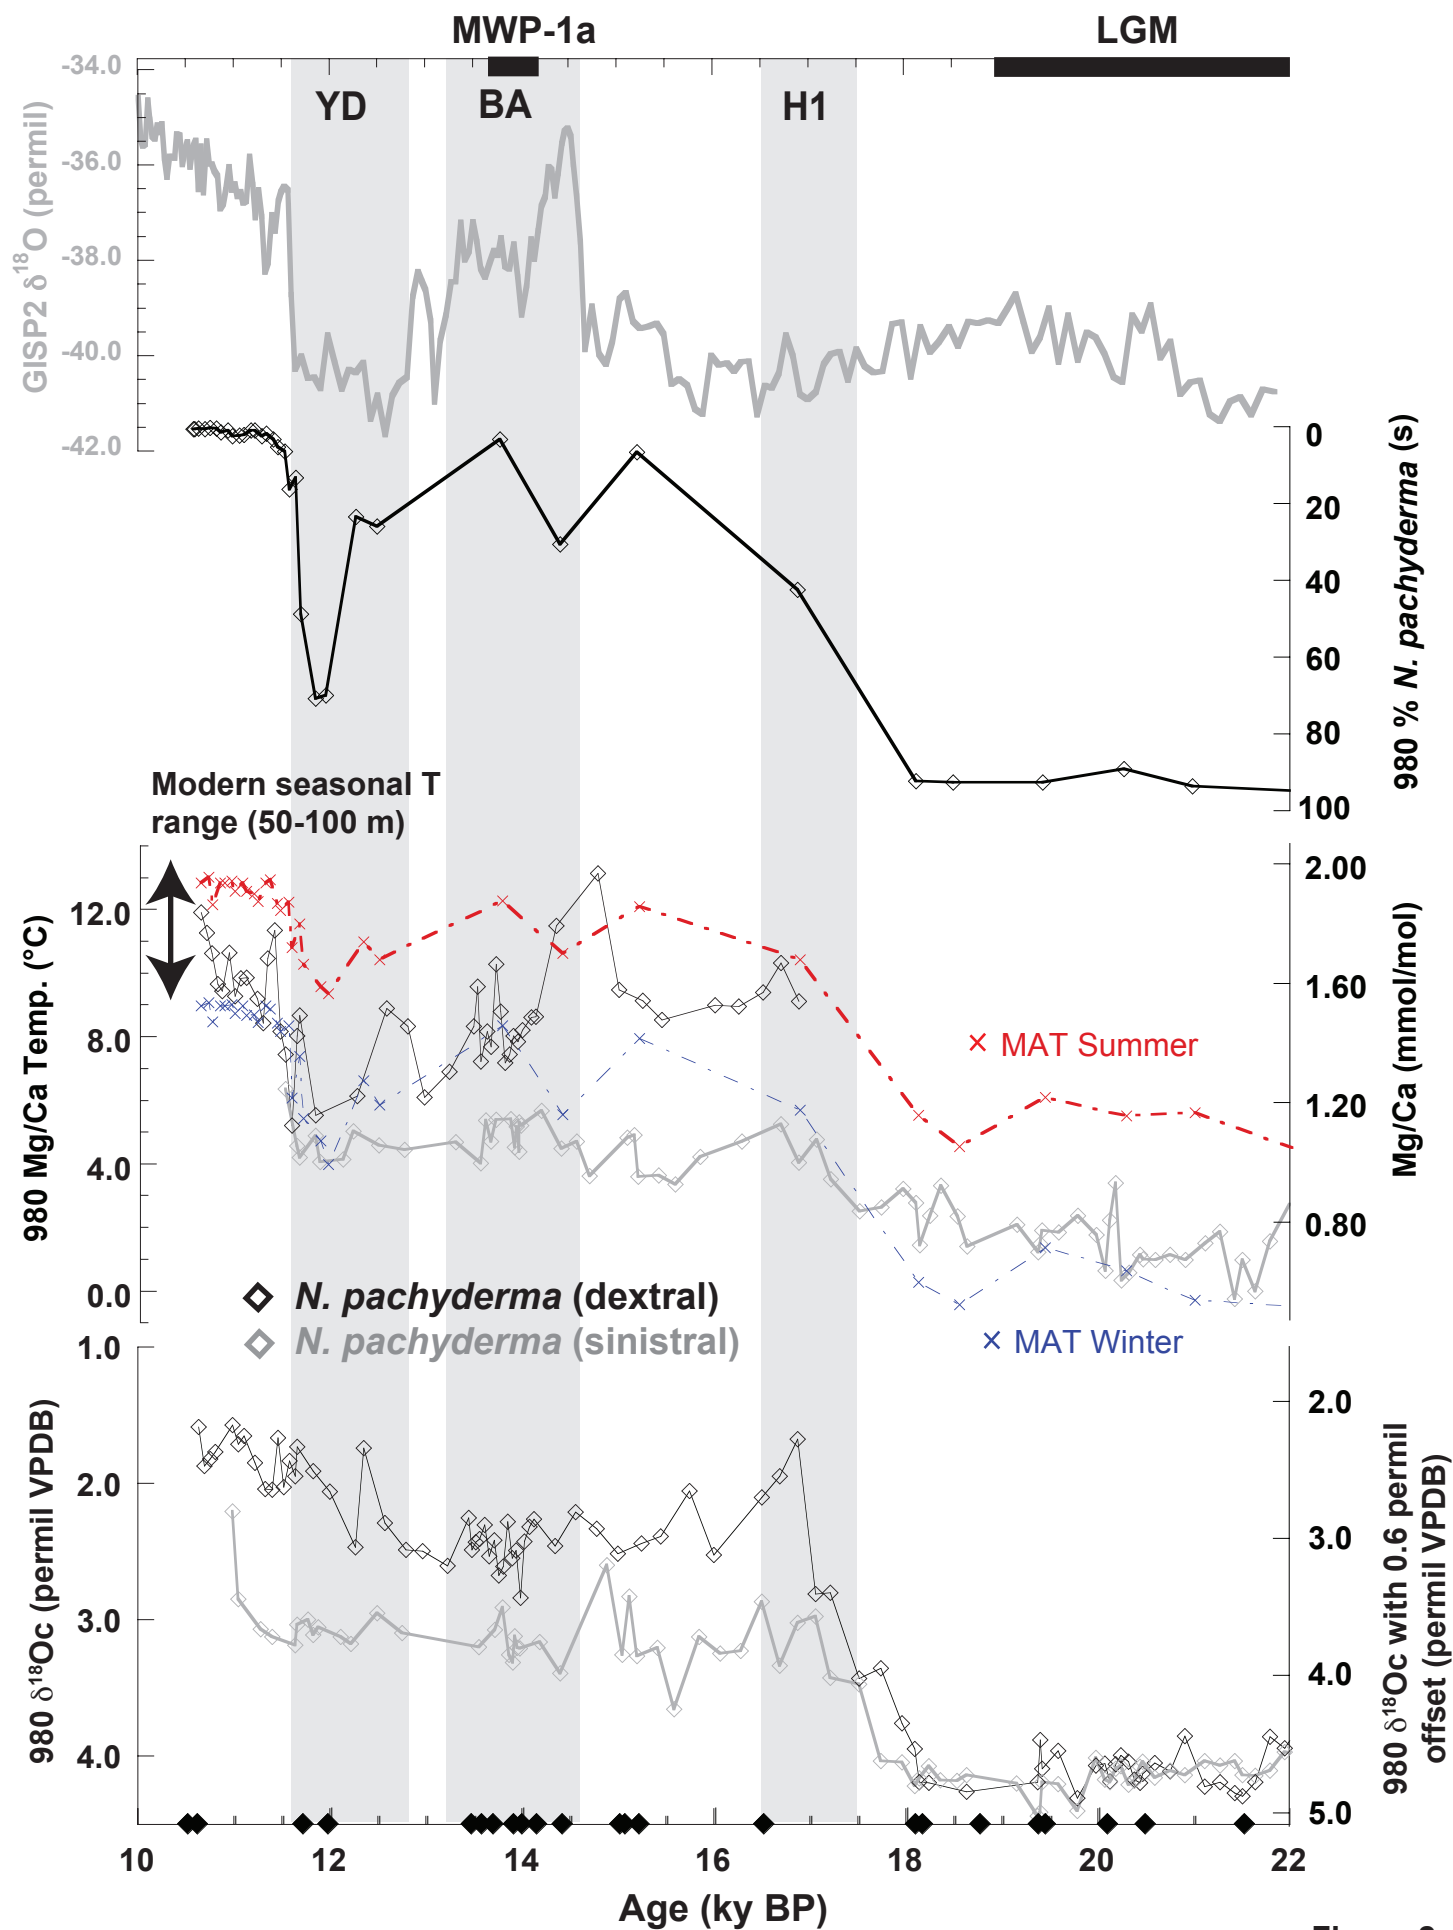 MWP-1a
LGM
YD
BA
H1
-34.0
-36.0
-38.0
-40.0
-42.0
GISP2 δ18O (permil)
0
20
40
60
80
100
980 % N. pachyderma (s)
Modern seasonal T
range (50-100 m)
12.0
8.0
4.0
0.0
980 Mg/Ca Temp. (°C)
2.00
1.60
1.20
0.80
Mg/Ca (mmol/mol)
× MAT Summer
N. pachyderma (dextral)
N. pachyderma (sinistral)
× MAT Winter
1.0
2.0
3.0
4.0
980 δ18Oc (permil VPDB)
2.0
3.0
4.0
5.0
980 δ18Oc with 0.6 permil
offset (permil VPDB)
10 12 14 16 18 20 22
Age (ky BP)